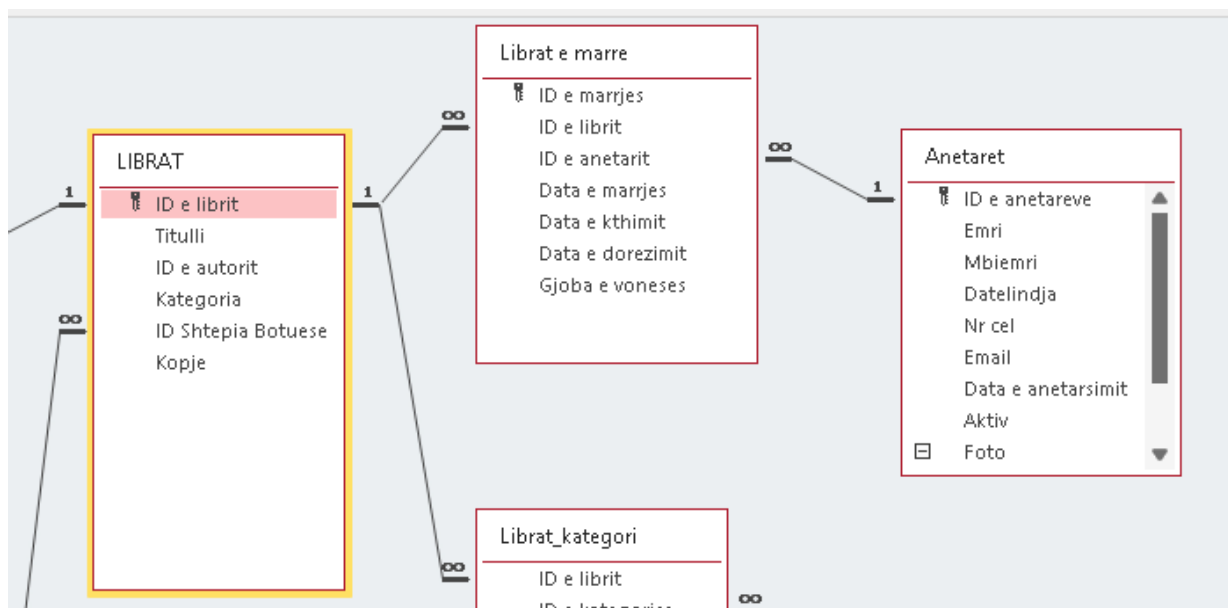 LIBRAT
1
ID e librit
1
Titulli
ID e autorit
Kategoria
∞
ID Shtepia Botuese
Kopje
Librat e marre
ID e marrjes
∞
ID e librit
ID e anetarit
∞
Data e marrjes
Data e kthimit
Data e dorezimit
Gjoba e voneses
Anetaret
1
ID e anetareve
Emri
Mbiemri
Datelindja
Nr cel
Email
Data e anetarsimit
Aktiv
Foto
Librat_kategori
∞
ID e librit
ID e kategorise
∞